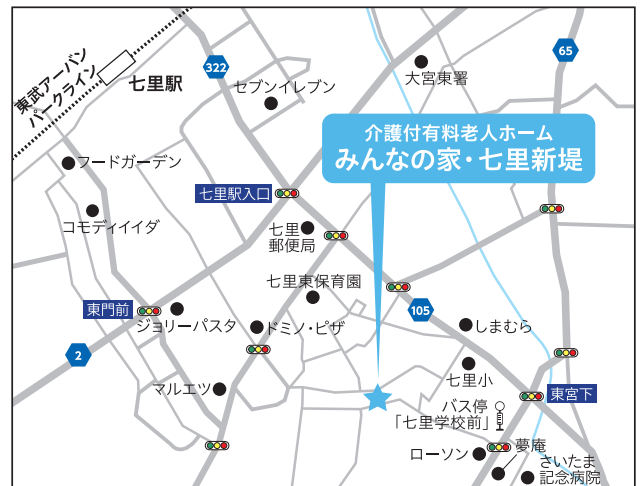 東武アーバン
パークライン
七里駅
322
セブンイレブン
大宮東署
65
介護付有料老人ホーム
みんなの家・七里新堤
フードガーデン
七里駅入口
コモディイイダ
七里
郵便局
七里東保育園
東門前
ジョリーパスタ
ドミノ・ピザ
105
しまむら
2
マルエツ
七里小
東宮下
バス停
「七里学校前」
ローソン
夢庵
さいたま
記念病院